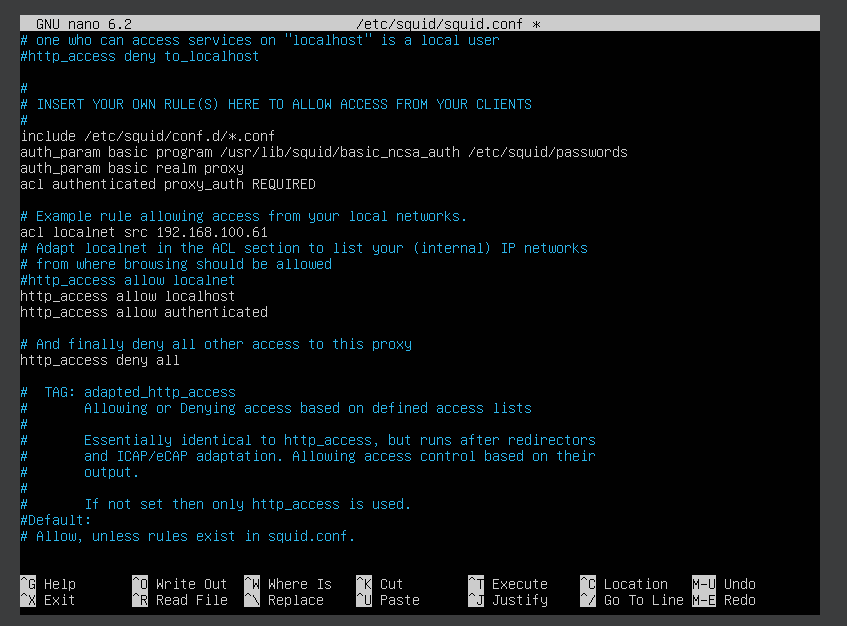 GNU nano 6.2 /etc/squid/squid.conf *
# one who can access services on "localhost" is a local user
#http_access deny to_localhost
#
# INSERT YOUR OWN RULE(S) HERE TO ALLOW ACCESS FROM YOUR CLIENTS
#
include /etc/squid/conf.d/*.conf
auth_param basic program /usr/lib/squid/basic_ncsa_auth /etc/squid/passwords
auth_param basic realm proxy
acl authenticated proxy_auth REQUIRED
# Example rule allowing access from your local networks.
acl localnet src 192.168.100.61
# Adapt localnet in the ACL section to list your (internal) IP networks
# from where browsing should be allowed
#http_access allow localnet
http_access allow localhost
http_access allow authenticated
# And finally deny all other access to this proxy
http_access deny all
#  TAG: adapted_http_access
#       Allowing or Denying access based on defined access lists
#
#       Essentially identical to http_access, but runs after redirectors
#       and ICAP/eCAP adaptation. Allowing access control based on their
#       output.
#
#       If not set then only http_access is used.
#Default:
# Allow, unless rules exist in squid.conf.
^G Help ^O Write Out ^W Where Is ^K Cut ^T Execute ^C Location M-U Undo
^X Exit ^R Read File ^\ Replace ^U Paste ^J Justify ^/ Go To Line M-E Redo